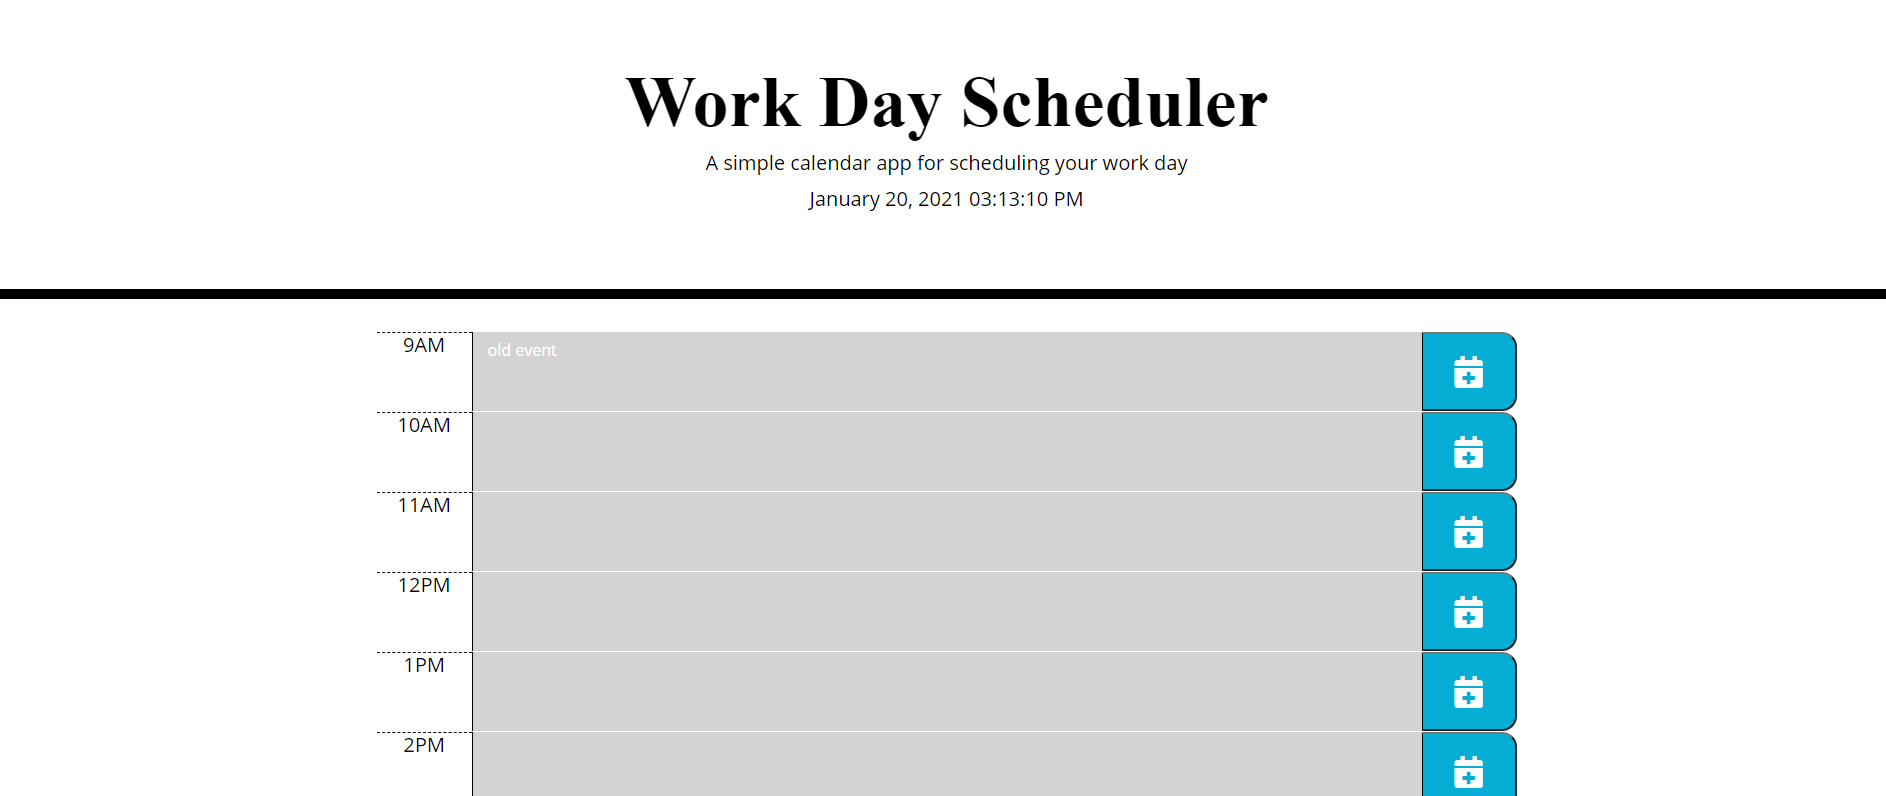 Work Day Scheduler
A simple calendar app for scheduling your work day
January 20, 2021 03:13:10 PM
9AM
old event
10AM
11AM
12PM
1PM
2PM